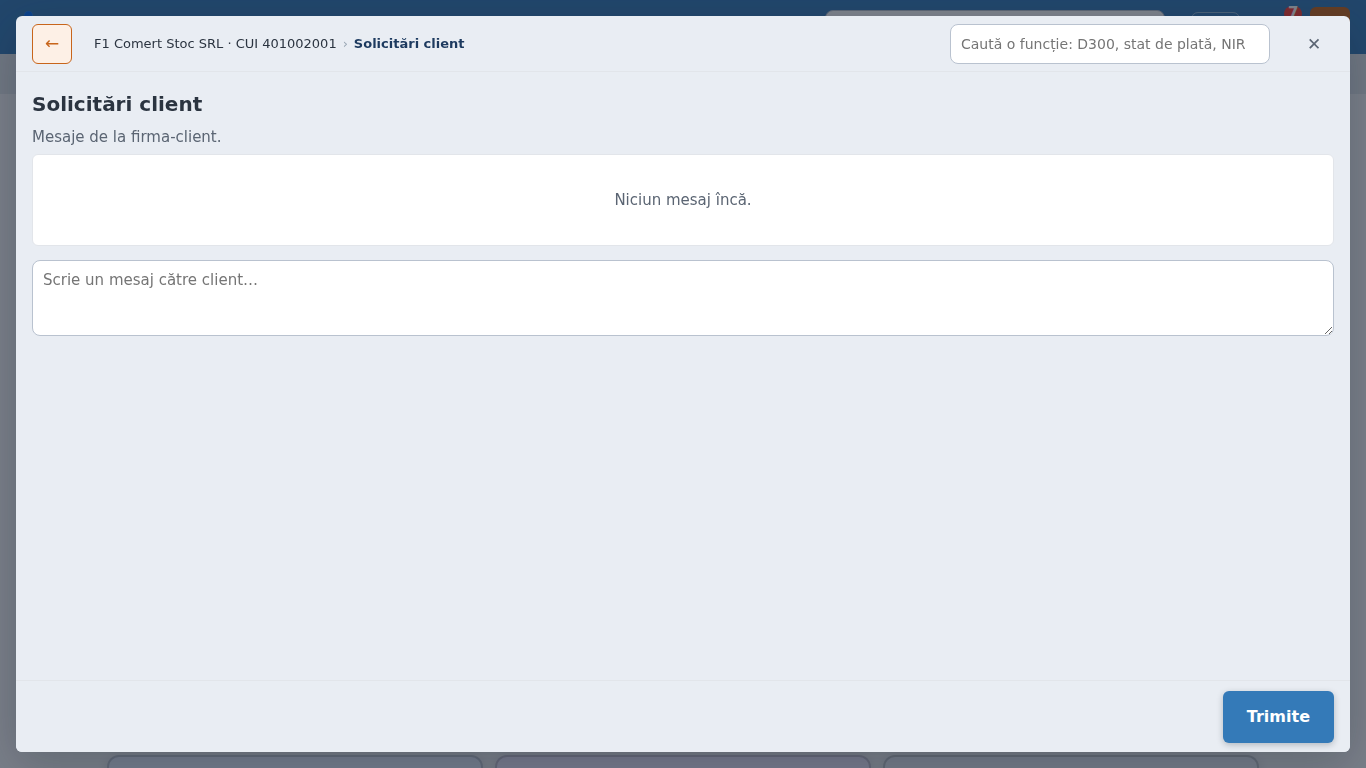 7
← F1 Comert Stoc SRL · CUI 401002001 › Solicitări client Caută o funcție: D300, stat de plată, NIR ✕
Solicitări client
Mesaje de la firma-client.
Niciun mesaj încă.
Scrie un mesaj către client…
Trimite